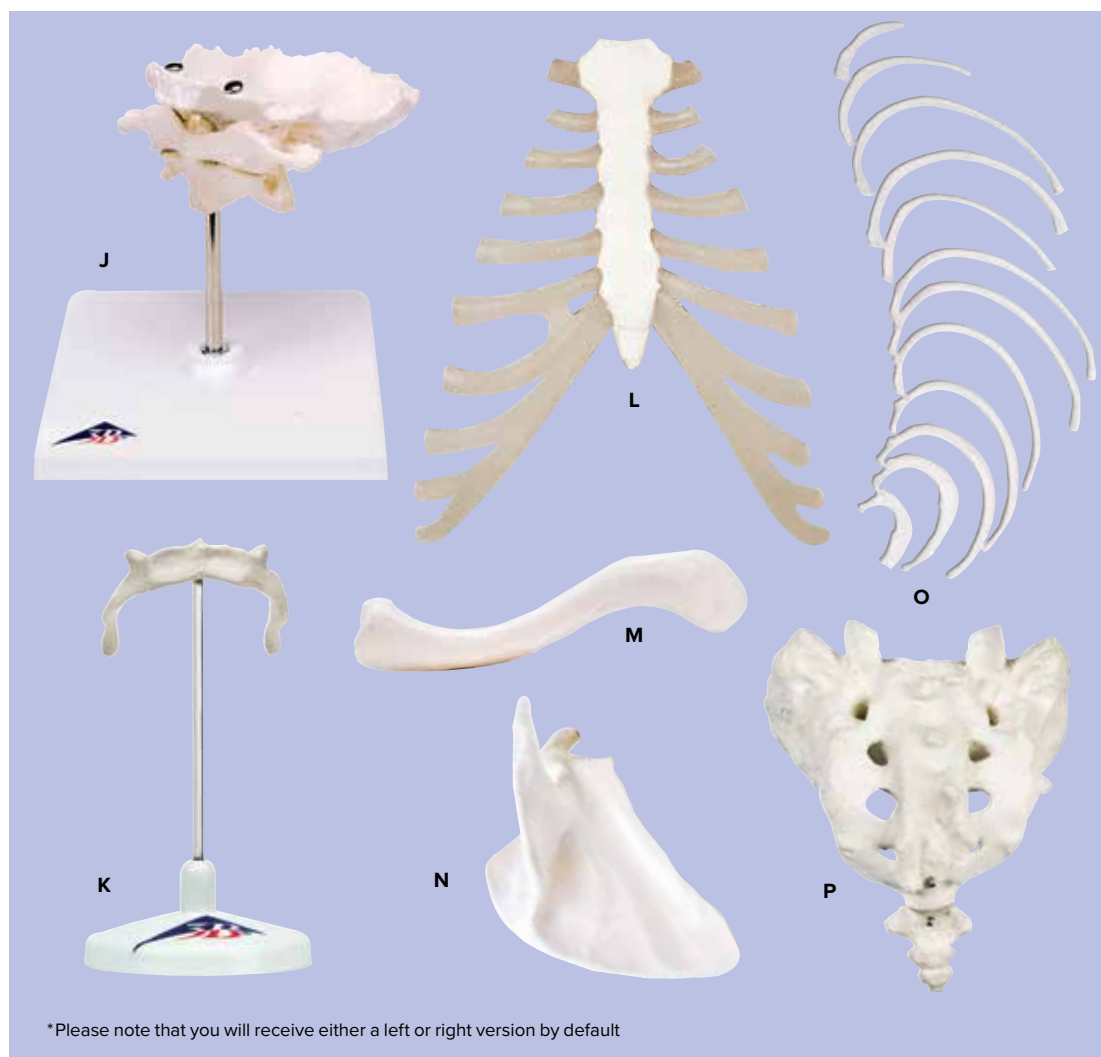 J
L
O
M
K
N
P
*Please note that you will receive either a left or right version by default